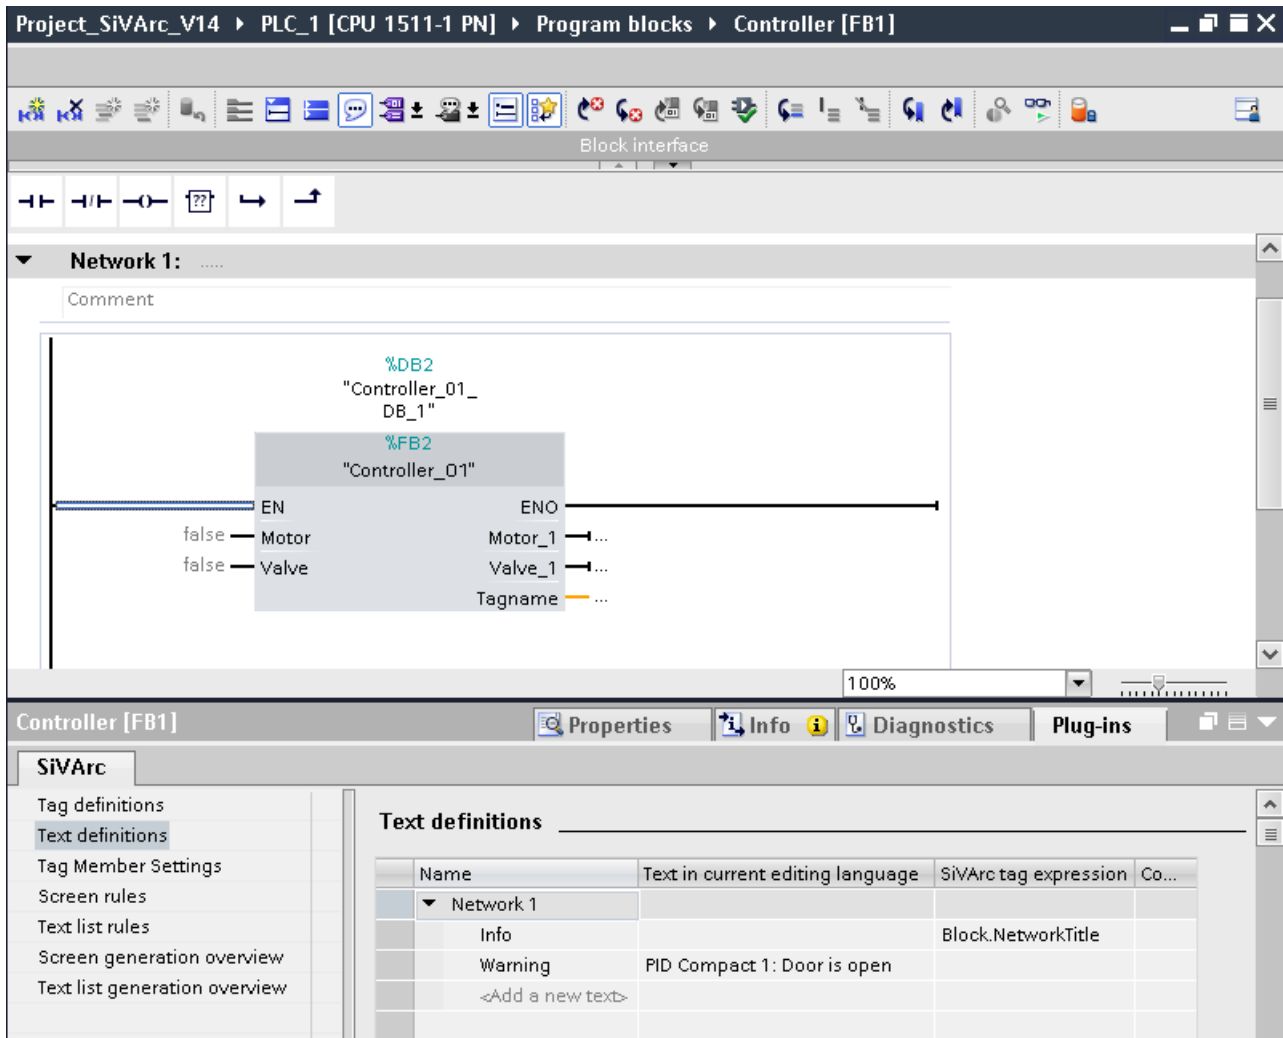 Project_SiVArc_V14 ▸ PLC_1 [CPU 1511-1 PN] ▸ Program blocks ▸ Controller [FB1]
Block interface
??
Network 1: .....
Comment
%DB2
"Controller_01_
DB_1"
%FB2
"Controller_01"
EN ENO
false Motor Motor_1 ...
false Valve Valve_1 ...
Tagname ...
100%
Controller [FB1] Properties Info Diagnostics Plug-ins
SiVArc
Tag definitions
Text definitions
Tag Member Settings
Screen rules
Text list rules
Screen generation overview
Text list generation overview
Text definitions
Name Text in current editing language SiVArc tag expression Co...
Network 1
Info Block.NetworkTitle
Warning PID Compact 1: Door is open
<Add a new text>